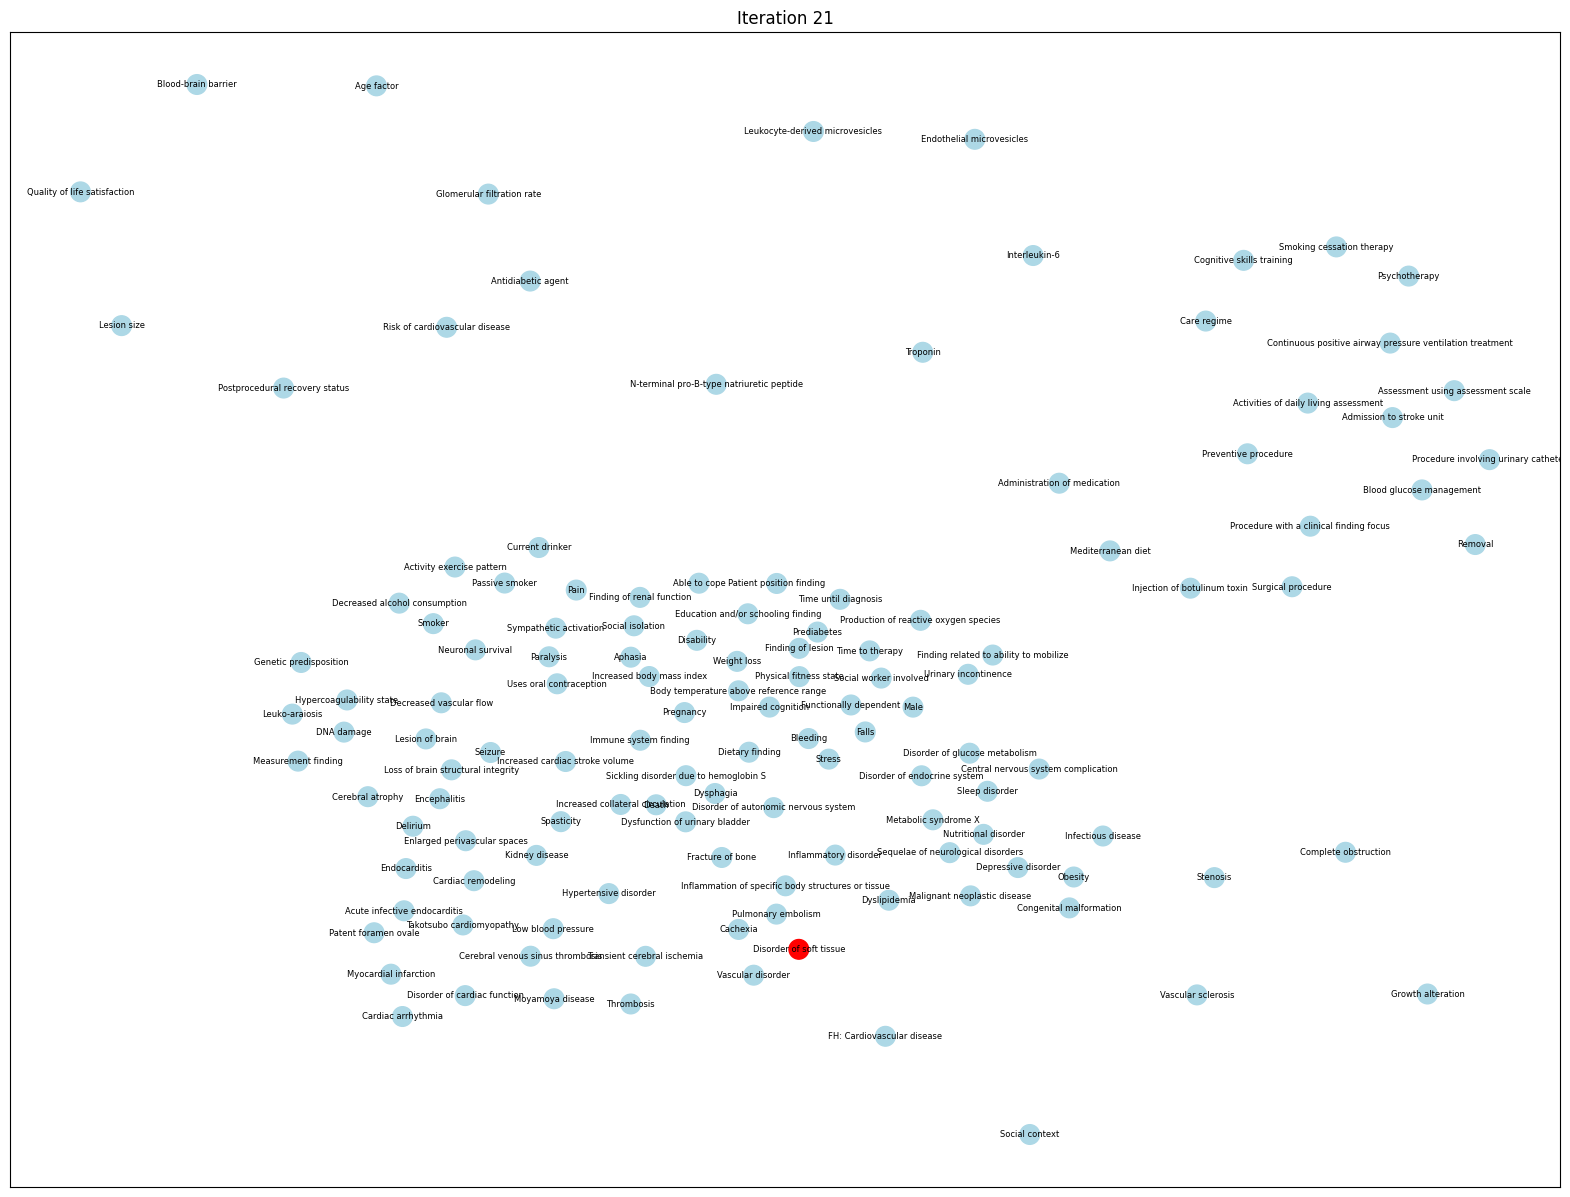 Iteration 21
Blood-brain barrier
Age factor
Leukocyte-derived microvesicles
Endothelial microvesicles
Quality of life satisfaction
Glomerular filtration rate
Smoking cessation therapy
Interleukin-6
Cognitive skills training
Psychotherapy
Antidiabetic agent
Care regime
Lesion size
Risk of cardiovascular disease
Continuous positive airway pressure ventilation treatment
Troponin
N-terminal pro-B-type natriuretic peptide
Postprocedural recovery status
Assessment using assessment scale
Activities of daily living assessment
Admission to stroke unit
Preventive procedure
Procedure involving urinary cathete
Administration of medication
Blood glucose management
Procedure with a clinical finding focus
Removal
Current drinker
Mediterranean diet
Activity exercise pattern
Passive smoker
Able to cope
Patient position finding
Injection of botulinum toxin
Surgical procedure
Pain
Finding of renal function
Time until diagnosis
Decreased alcohol consumption
Education and/or schooling finding
Production of reactive oxygen species
Smoker
Sympathetic activation
Social isolation
Prediabetes
Disability
Neuronal survival
Finding of lesion
Time to therapy
Finding related to ability to mobilize
Paralysis
Aphasia
Genetic predisposition
Weight loss
Urinary incontinence
Increased body mass index
Physical fitness state
Social worker involved
Uses oral contraception
Body temperature above reference range
Hypercoagulability state
Decreased vascular flow
Functionally dependent
Impaired cognition
Male
Leuko-araiosis
Pregnancy
DNA damage
Falls
Lesion of brain
Immune system finding
Bleeding
Seizure
Dietary finding
Disorder of glucose metabolism
Measurement finding
Increased cardiac stroke volume
Stress
Loss of brain structural integrity
Central nervous system complication
Sickling disorder due to hemoglobin S
Disorder of endocrine system
Sleep disorder
Dysphagia
Cerebral atrophy
Encephalitis
Increased collateral circulation
Death
Disorder of autonomic nervous system
Metabolic syndrome X
Spasticity
Dysfunction of urinary bladder
Delirium
Nutritional disorder
Infectious disease
Enlarged perivascular spaces
Sequelae of neurological disorders
Complete obstruction
Kidney disease
Inflammatory disorder
Fracture of bone
Endocarditis
Depressive disorder
Obesity
Stenosis
Cardiac remodeling
Inflammation of specific body structures or tissue
Hypertensive disorder
Malignant neoplastic disease
Dyslipidemia
Congenital malformation
Acute infective endocarditis
Pulmonary embolism
Takotsubo cardiomyopathy
Low blood pressure
Cachexia
Patent foramen ovale
Disorder of soft tissue
Cerebral venous sinus thrombosis
Transient cerebral ischemia
Myocardial infarction
Vascular disorder
Disorder of cardiac function
Vascular sclerosis
Growth alteration
Moyamoya disease
Thrombosis
Cardiac arrhythmia
FH: Cardiovascular disease
Social context